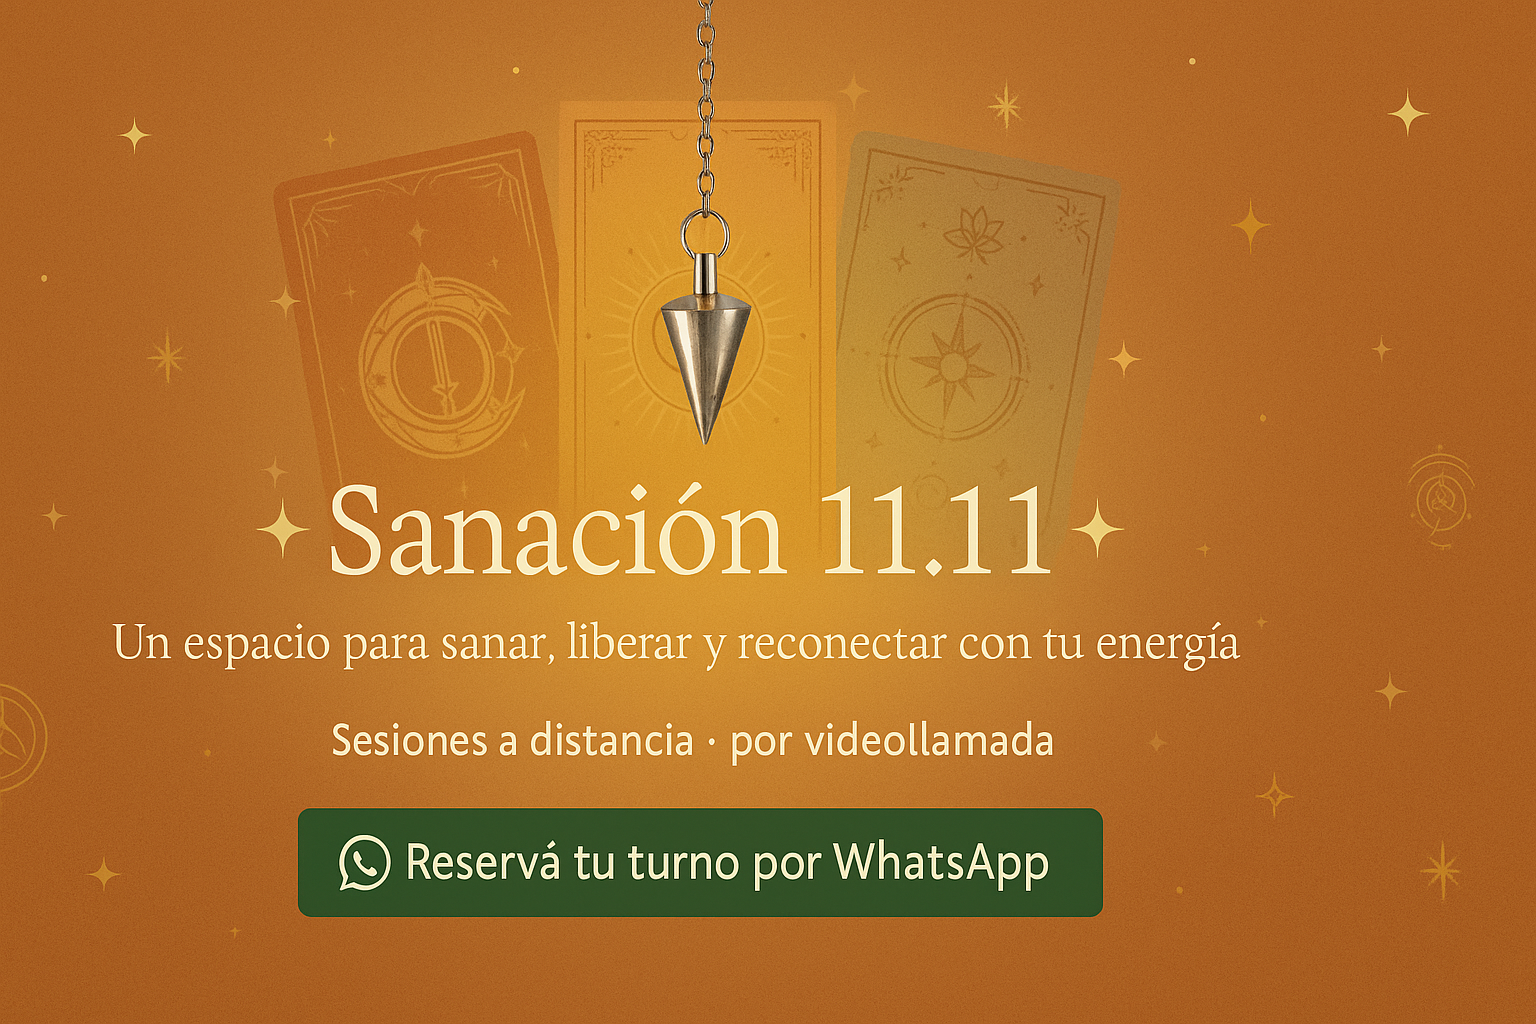 Sanación 11.11
Un espacio para sanar, liberar y reconectar con tu energía
Sesiones a distancia · por videollamada
Reservá tu turno por WhatsApp